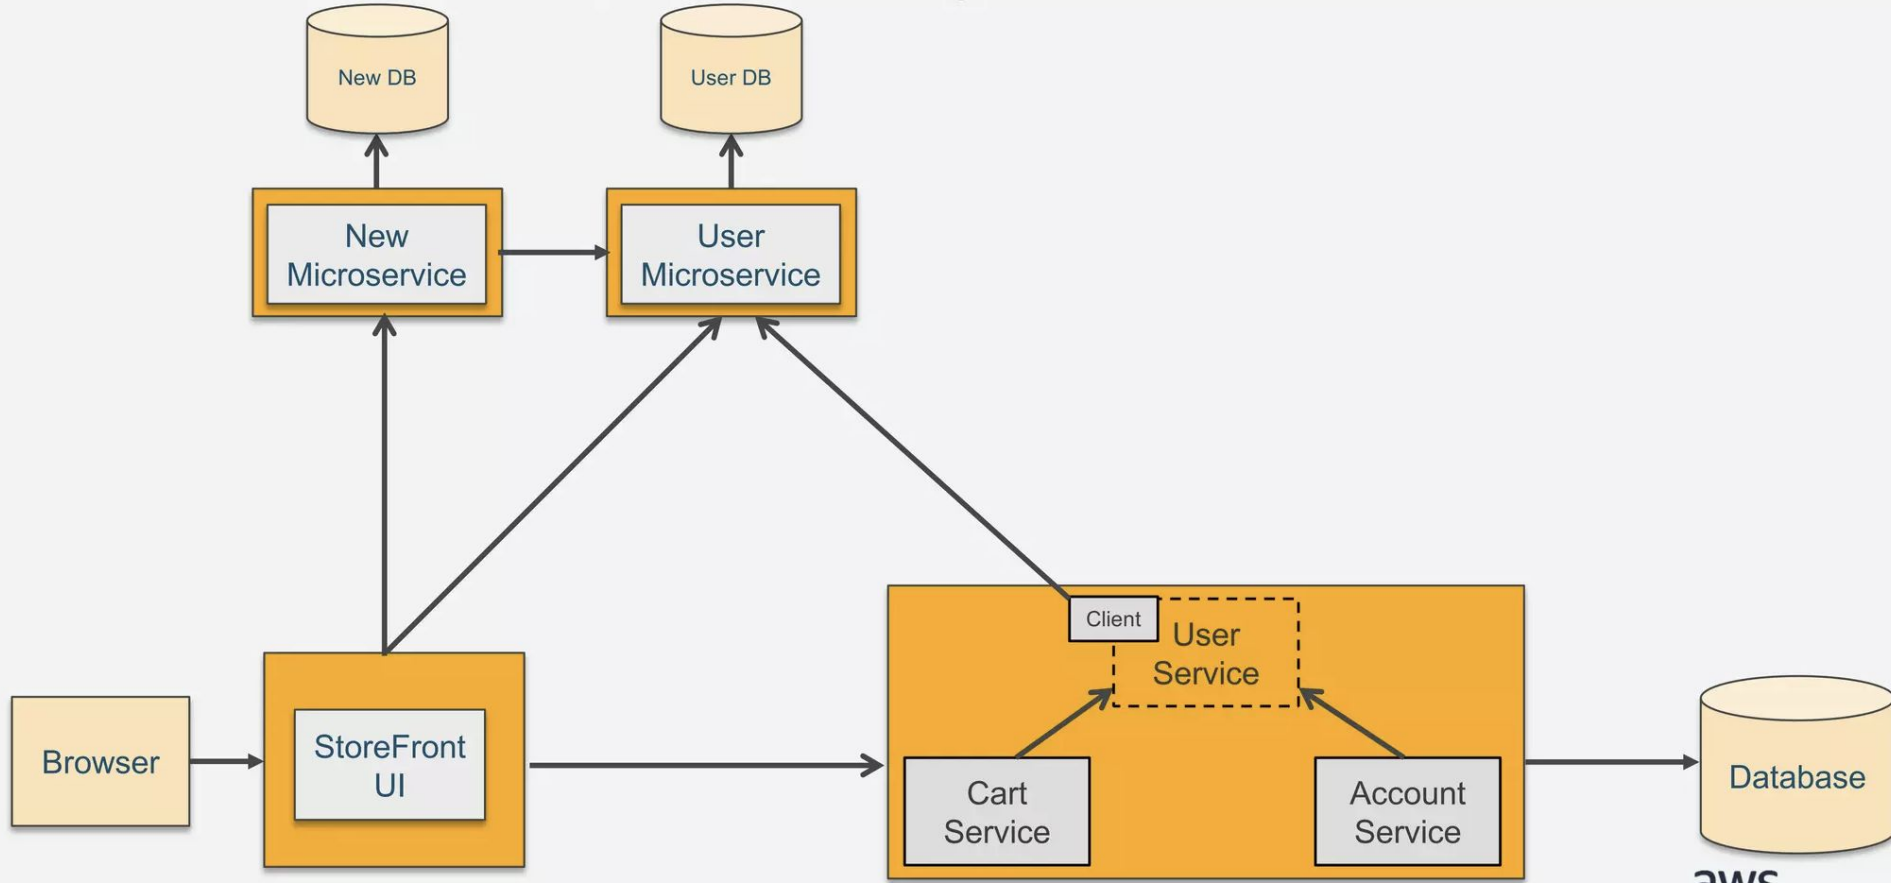 New DB
User DB
New
Microservice
User
Microservice
Client
User
Service
Browser
StoreFront
UI
Cart
Service
Account
Service
Database
aws